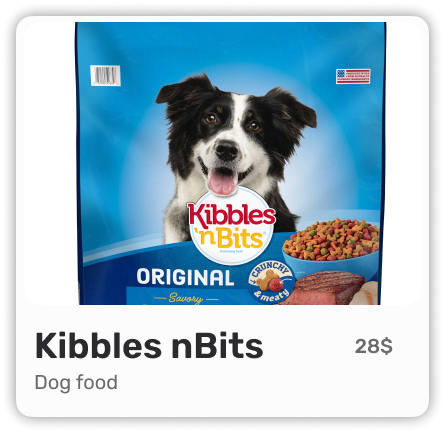 Kibbles
'n Bits
ORIGINAL
Savory
CRUNCHY
& meaty
Kibbles nBits
28$
Dog food